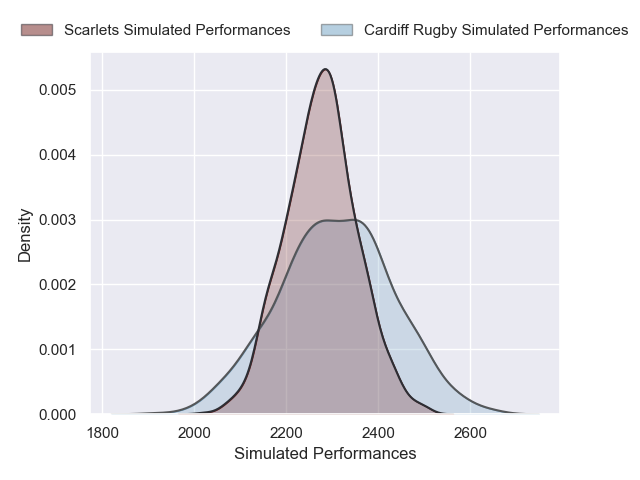 Scarlets Simulated Performances Cardiff Rugby Simulated Performances
0.005
0.004
0.003
0.002
0.001
0.000
Density
1800 2000 2200 2400 2600
Simulated Performances